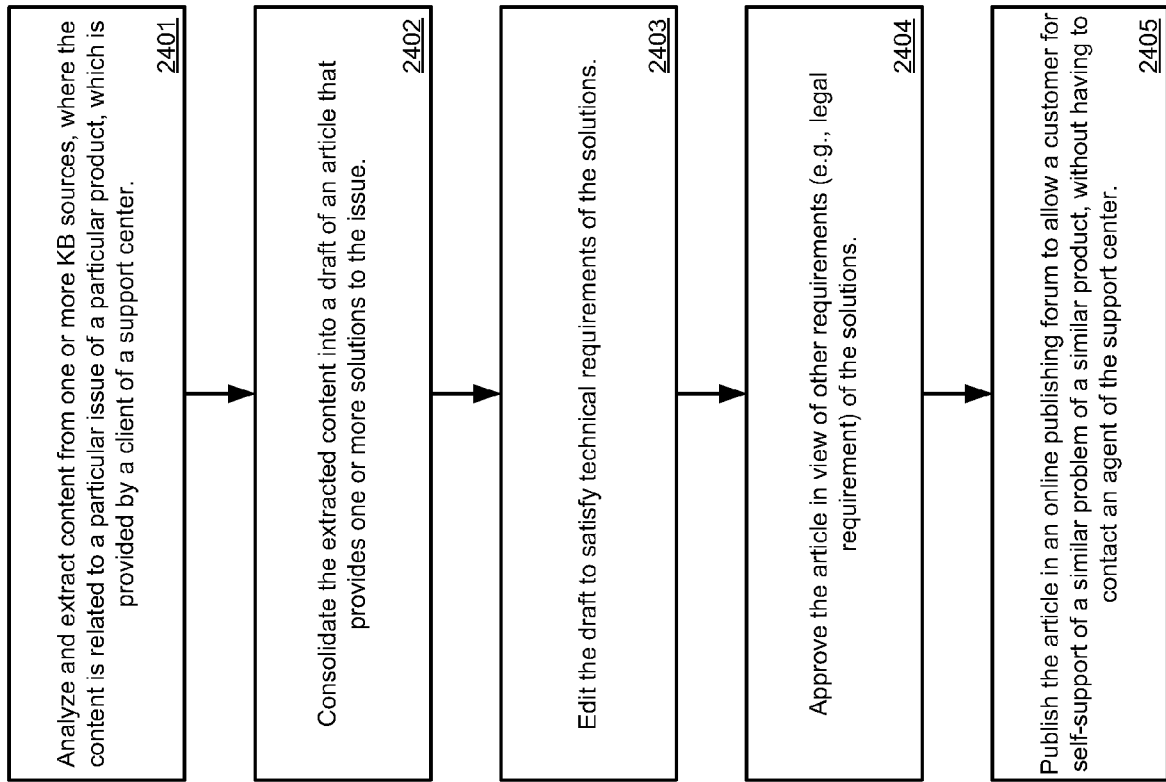 Analyze and extract content from one or more KB sources, where the
content is related to a particular issue of a particular product, which is
provided by a client of a support center.
2401
Consolidate the extracted content into a draft of an article that
provides one or more solutions to the issue.
2402
Edit the draft to satisfy technical requirements of the solutions.
2403
Approve the article in view of other requirements (e.g., legal
requirement) of the solutions.
2404
Publish the article in an online publishing forum to allow a customer for
self-support of a similar problem of a similar product, without having to
contact an agent of the support center.
2405